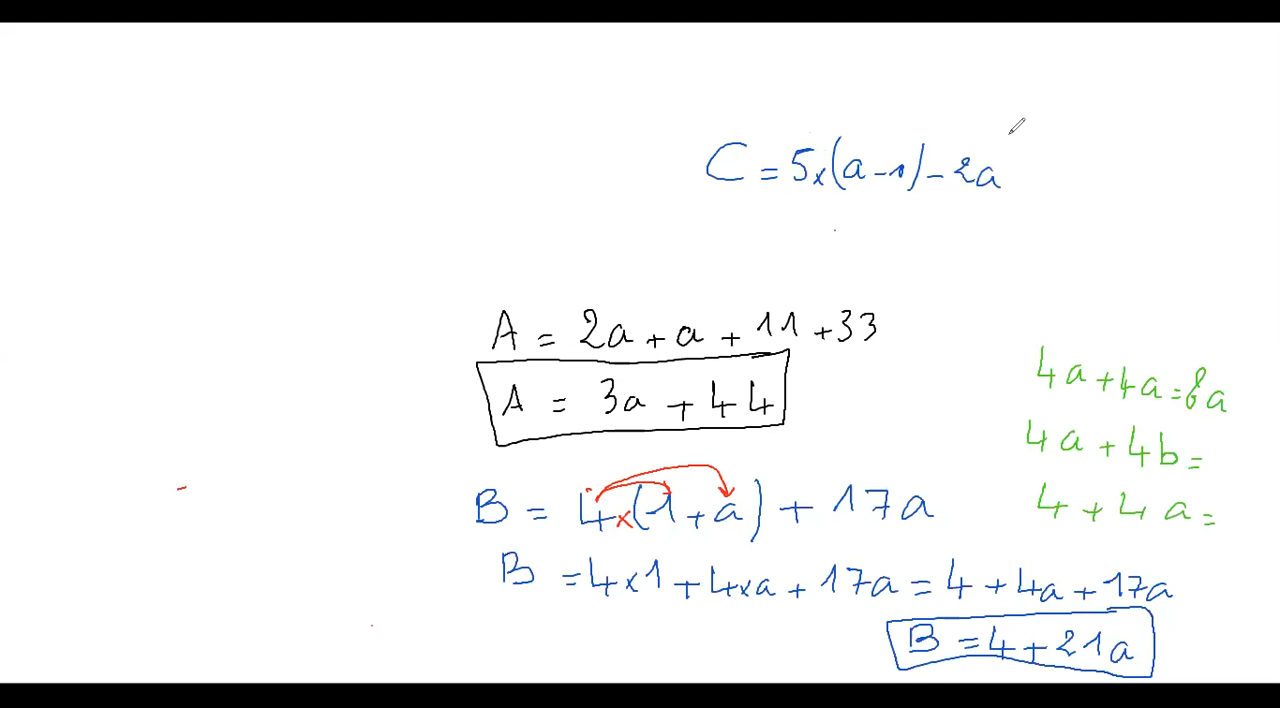 C = 5x(a-1) - 2a
A = 2a + a + 11 + 33
A = 3a + 44
4a + 4a = 8a
4a + 4b =
4 + 4a =
B = 4x(1 + a) + 17a
B = 4x1 + 4xa + 17a = 4 + 4a + 17a
B = 4 + 21a